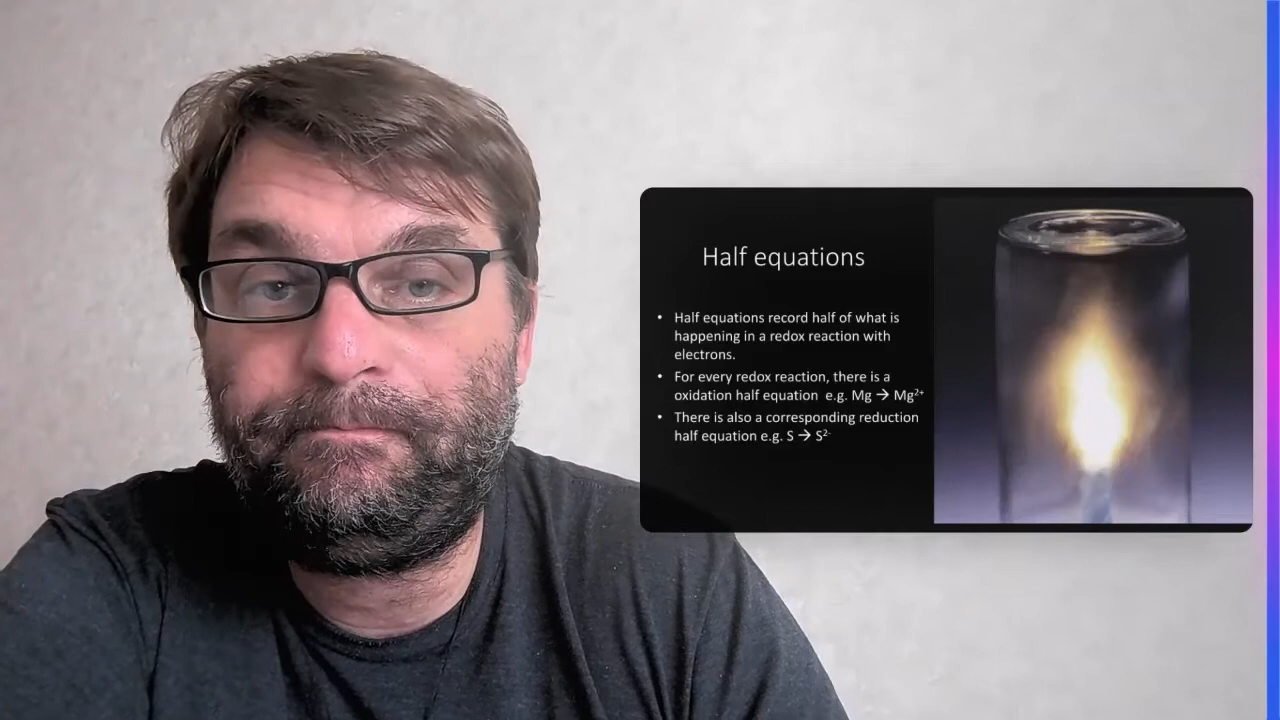 Half equations
• Half equations record half of what is
happening in a redox reaction with
electrons.
• For every redox reaction, there is a
oxidation half equation e.g. Mg → Mg²⁺
• There is also a corresponding reduction
half equation e.g. S → S²⁻